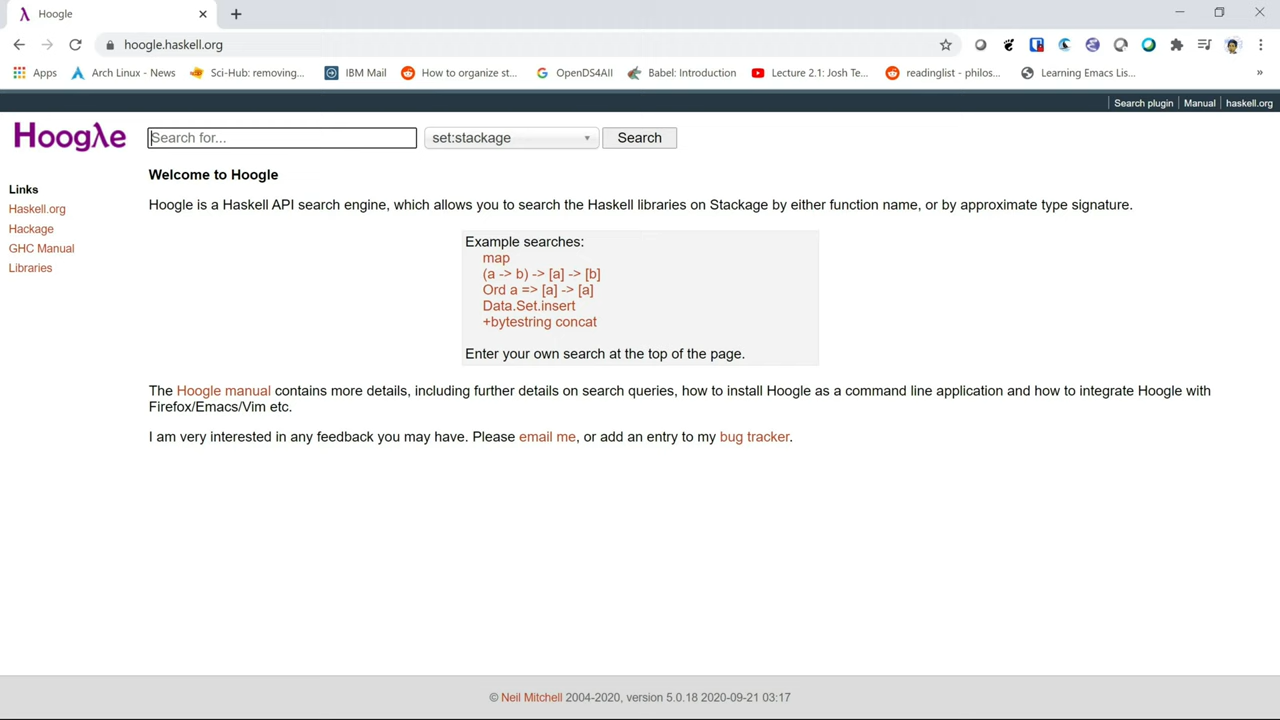 Hoogle
hoogle.haskell.org
Apps
Arch Linux - News
Sci-Hub: removing...
IBM Mail
How to organize st...
OpenDS4All
Babel: Introduction
Lecture 2.1: Josh Te...
readinglist - philos...
Learning Emacs Lis...
»
Search plugin | Manual | haskell.org
Hoogλe
Search for...
set:stackage
Search
Welcome to Hoogle
Links
Haskell.org
Hackage
GHC Manual
Libraries
Hoogle is a Haskell API search engine, which allows you to search the Haskell libraries on Stackage by either function name, or by approximate type signature.
Example searches:
map
(a -> b) -> [a] -> [b]
Ord a => [a] -> [a]
Data.Set.insert
+bytestring concat
Enter your own search at the top of the page.
The Hoogle manual contains more details, including further details on search queries, how to install Hoogle as a command line application and how to integrate Hoogle with
Firefox/Emacs/Vim etc.
I am very interested in any feedback you may have. Please email me, or add an entry to my bug tracker.
© Neil Mitchell 2004-2020, version 5.0.18 2020-09-21 03:17